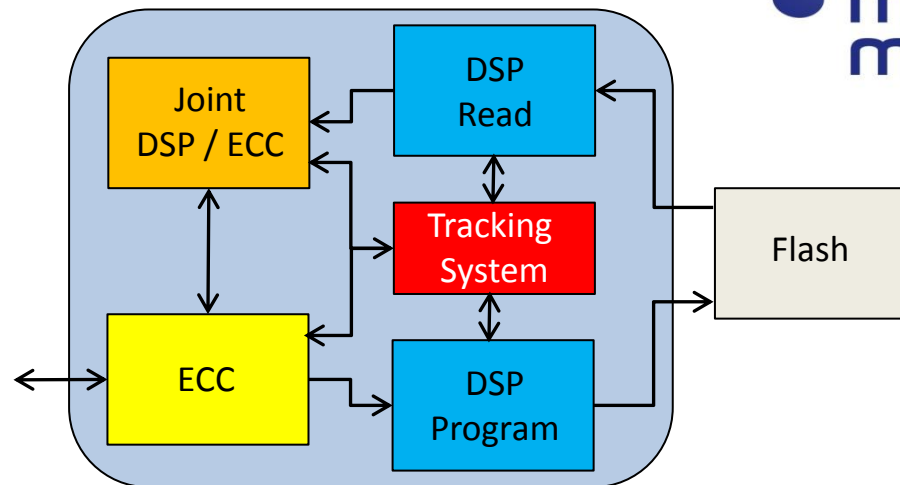 Joint
DSP / ECC
DSP
Read
Tracking
System
Flash
ECC
DSP
Program